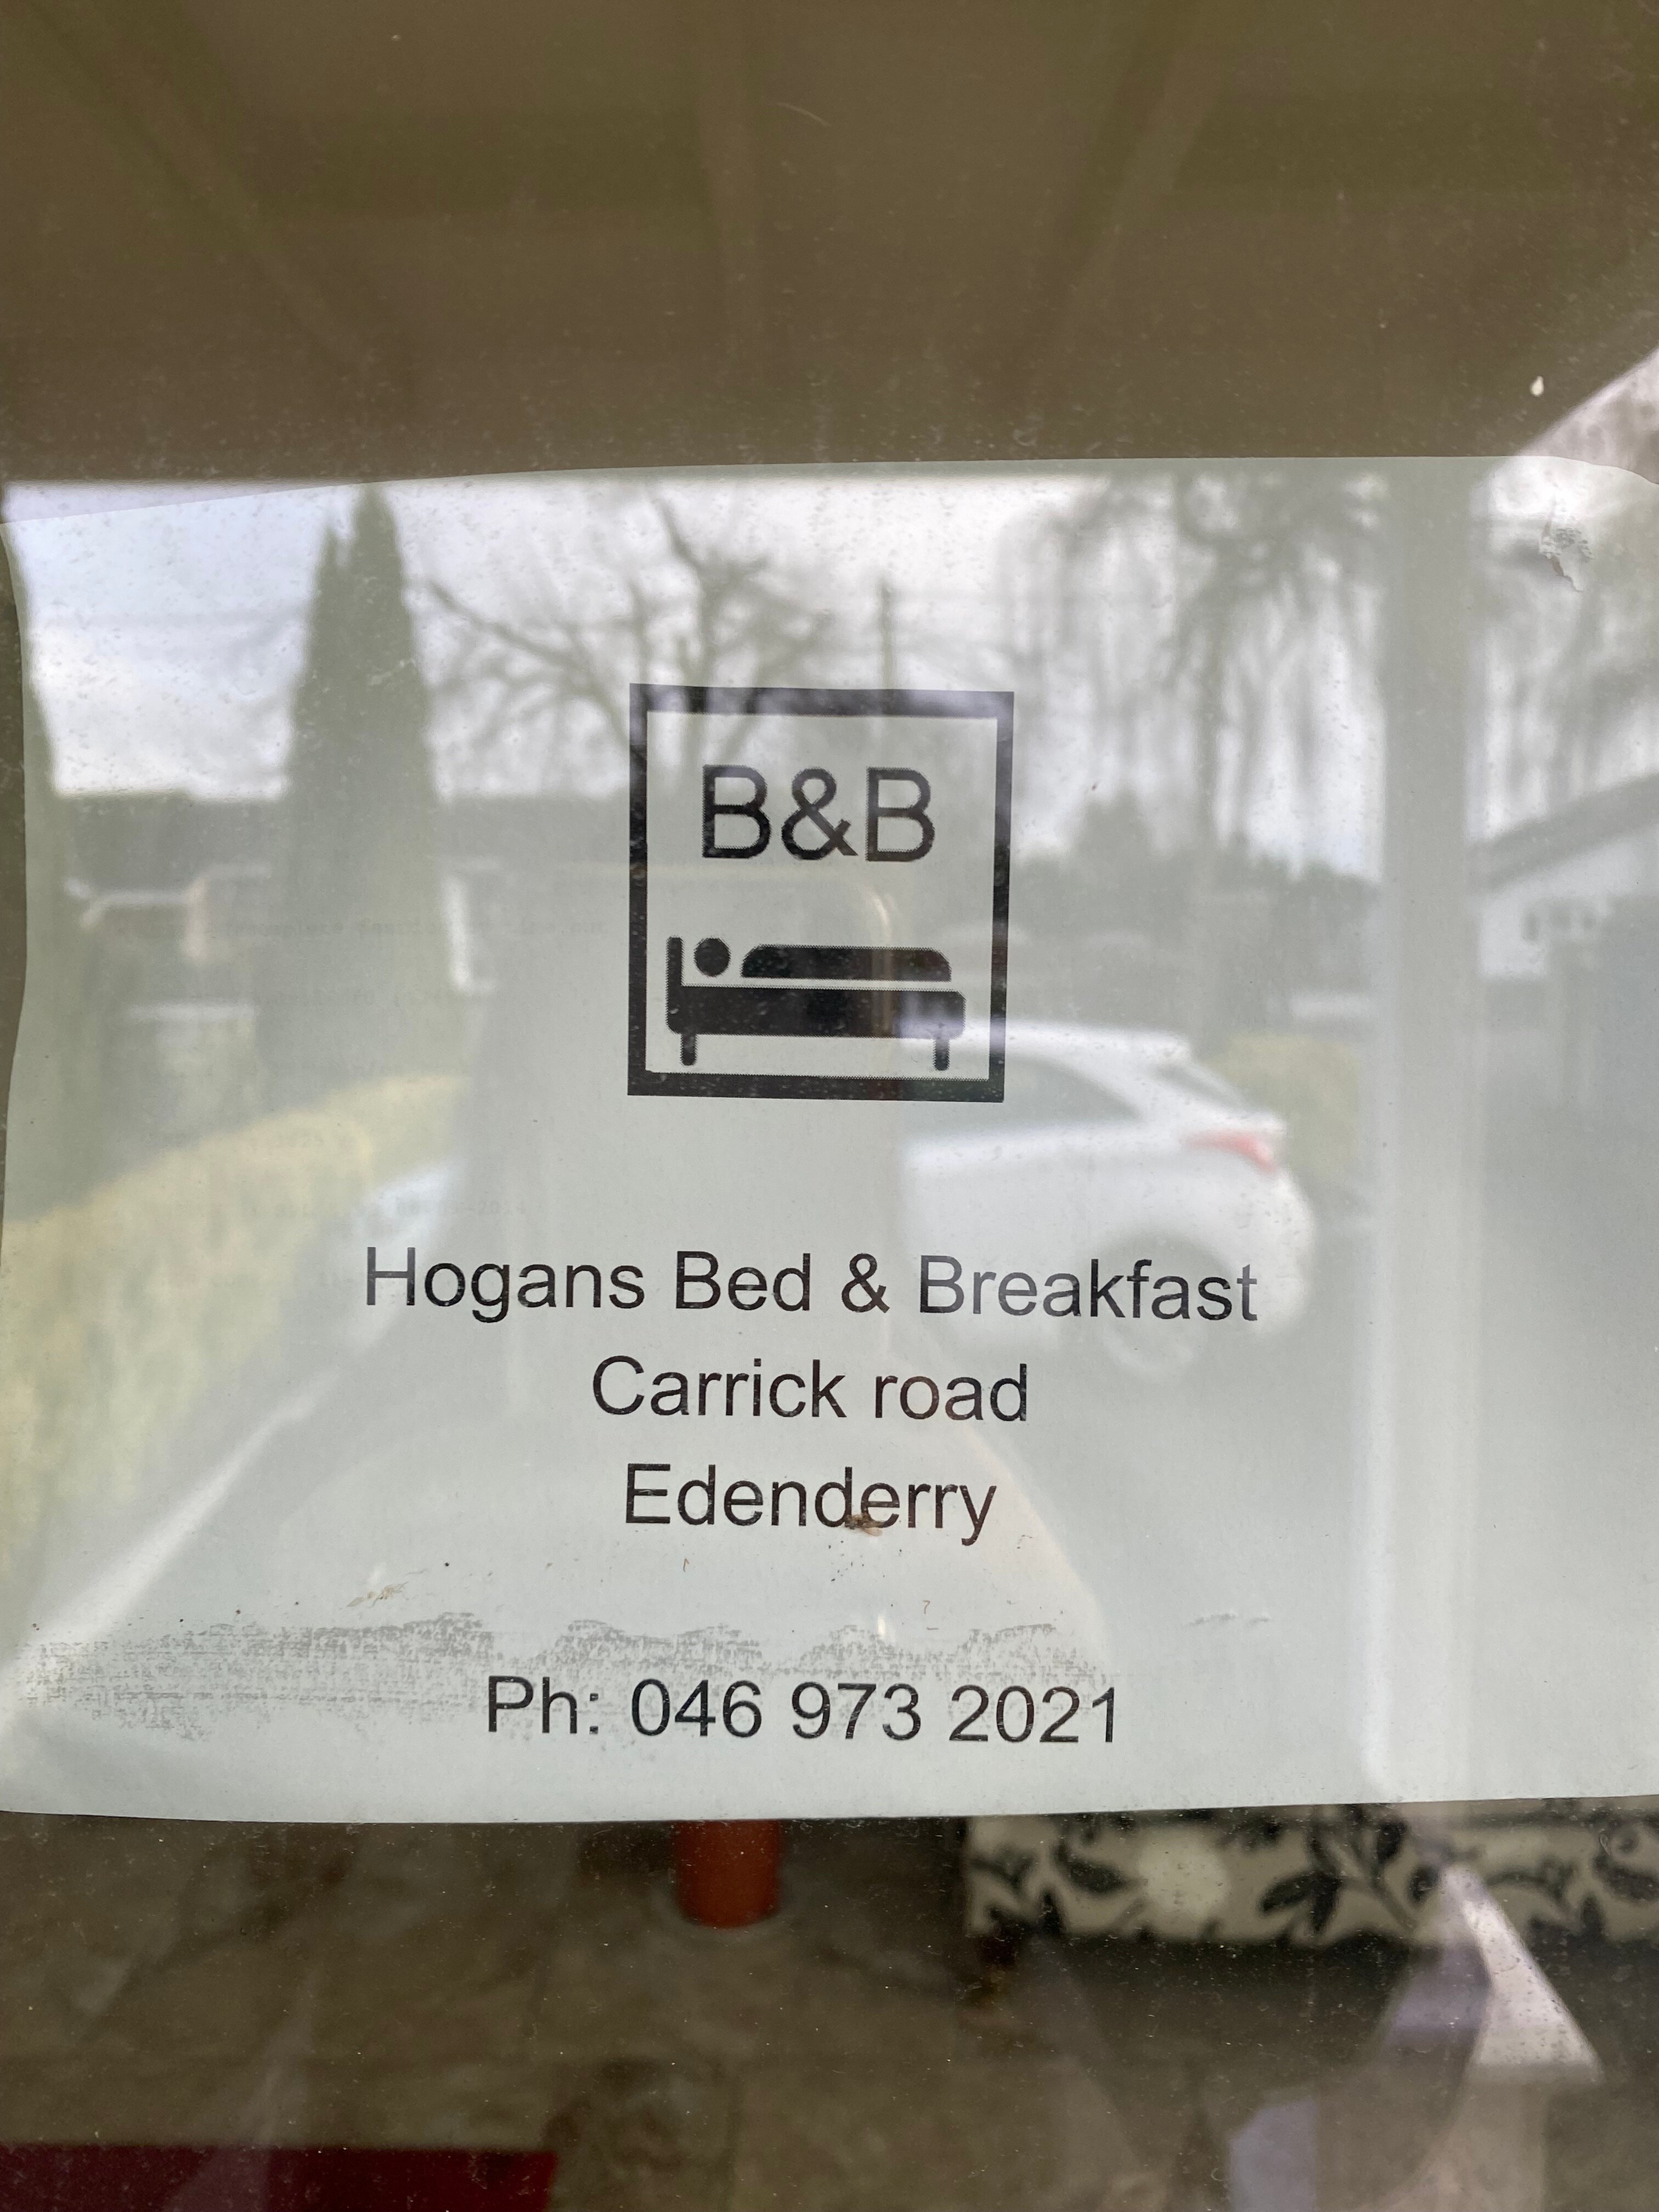 B&B
Hogans Bed & Breakfast
Carrick road
Edenderry
Ph: 046 973 2021